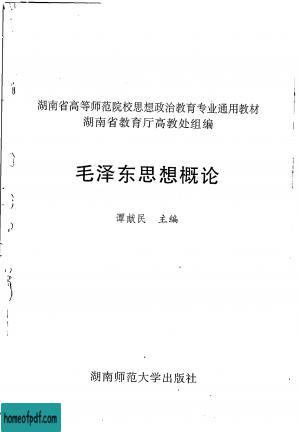 湖南省高等师范院校思想政治教育专业通用教材
湖南省教育厅高教处组编
毛泽东思想概论
谭献民 主编
湖南师范大学出版社
homeofpdf.com